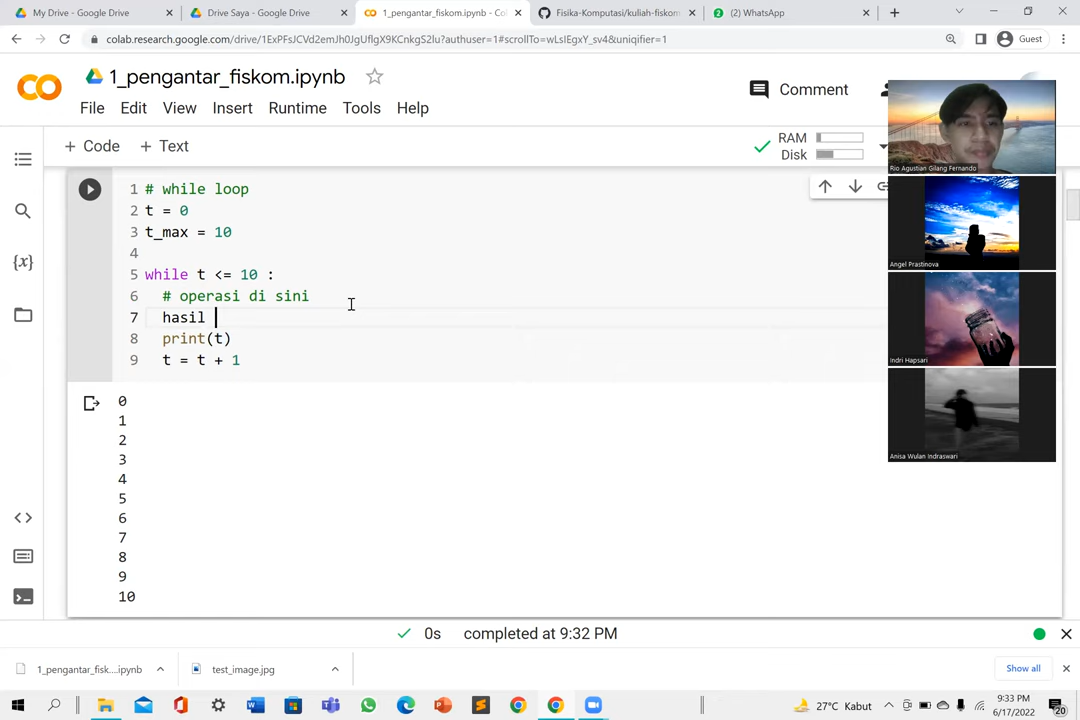 My Drive - Google Drive
Drive Saya - Google Drive
1_pengantar_fiskom.ipynb - Co
Fisika-Komputasi/kuliah-fiskom
(2) WhatsApp
colab.research.google.com/drive/1ExPFsJCVd2emJh0JgUflgX9KCnkgS2Iu?authuser=1#scrollTo=wLsIEgxY_sv4&uniqifier=1
Guest
1_pengantar_fiskom.ipynb
File Edit View Insert Runtime Tools Help
Comment
+ Code + Text
RAM
Disk
1 # while loop
2 t = 0
3 t_max = 10
4
5 while t <= 10 :
6 # operasi di sini
7 hasil
8 print(t)
9 t = t + 1
0
1
2
3
4
5
6
7
8
9
10
Rio Agustian Gilang Fernando
Angel Prastinova
Indri Hapsari
Anisa Wulan Indraswari
0s completed at 9:32 PM
1_pengantar_fisk....ipynb
test_image.jpg
Show all
27°C Kabut
9:33 PM
6/17/2022
20